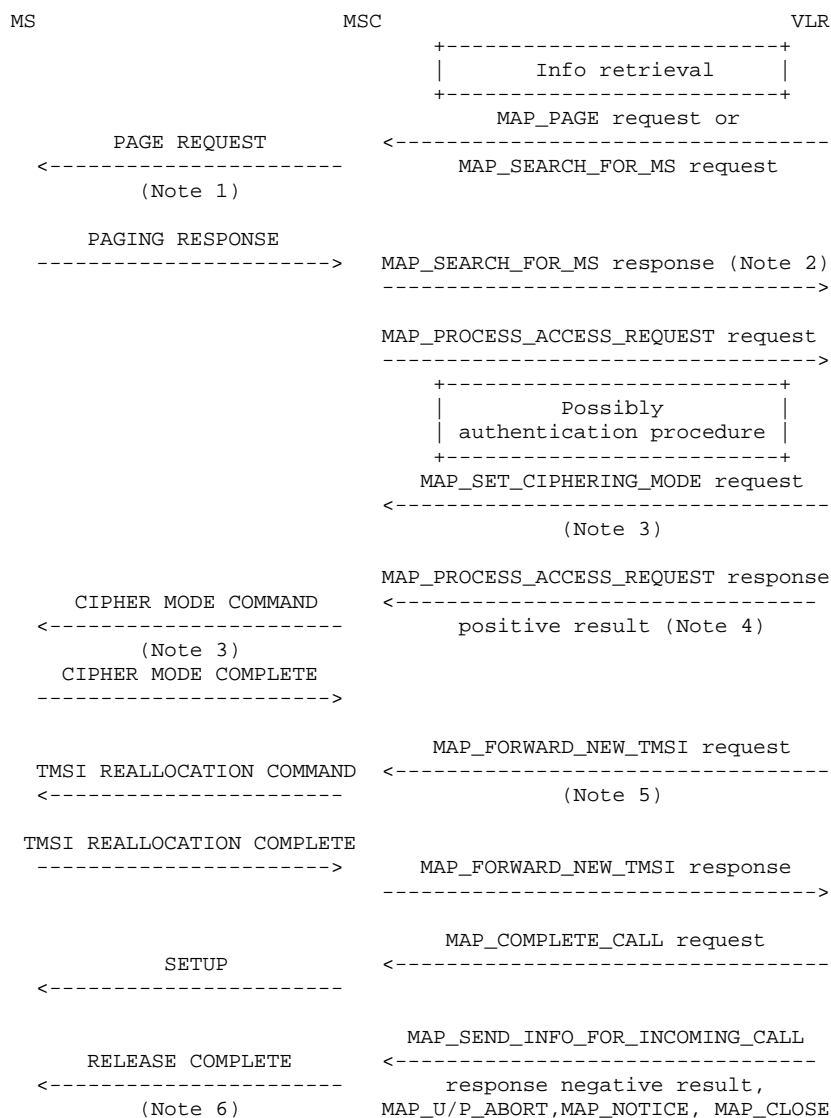 MS MSC VLR
Info retrieval
MAP_PAGE request or
PAGE REQUEST
MAP_SEARCH_FOR_MS request
(Note 1)
PAGING RESPONSE
MAP_SEARCH_FOR_MS response (Note 2)
MAP_PROCESS_ACCESS_REQUEST request
Possibly
authentication procedure
MAP_SET_CIPHERING_MODE request
(Note 3)
MAP_PROCESS_ACCESS_REQUEST response
CIPHER MODE COMMAND
positive result (Note 4)
(Note 3)
CIPHER MODE COMPLETE
MAP_FORWARD_NEW_TMSI request
TMSI REALLOCATION COMMAND
(Note 5)
TMSI REALLOCATION COMPLETE
MAP_FORWARD_NEW_TMSI response
MAP_COMPLETE_CALL request
SETUP
MAP_SEND_INFO_FOR_INCOMING_CALL
RELEASE COMPLETE
response negative result,
(Note 6) MAP_U/P_ABORT,MAP_NOTICE, MAP_CLOSE